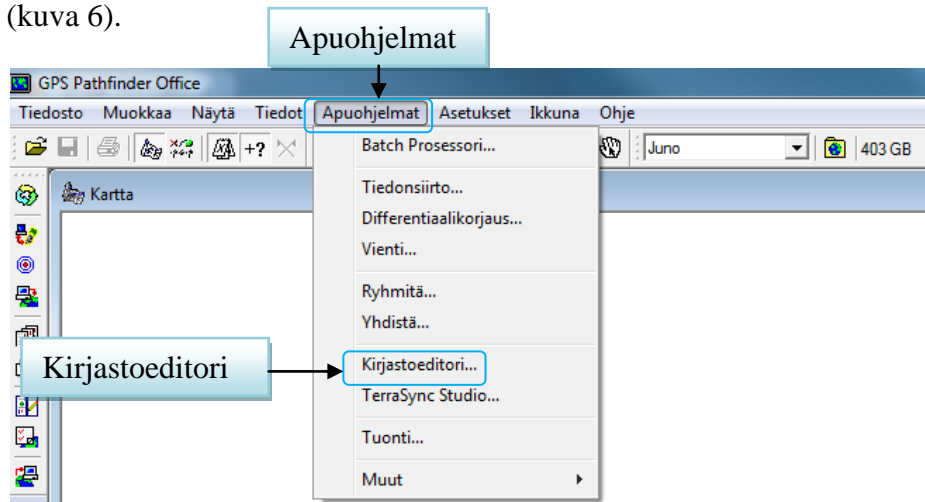 (kuva 6).
Apuohjelmat
GPS Pathfinder Office
Tiedosto Muokkaa Näytä Tiedot Apuohjelmat Asetukset Ikkuna Ohje
+? Juno 403 GB
Batch Prosessori...
Kartta
Tiedonsiirto...
Differentiaalikorjaus...
Vienti...
Ryhmitä...
Yhdistä...
Kirjastoeditori
Kirjastoeditori...
TerraSync Studio...
Tuonti...
Muut